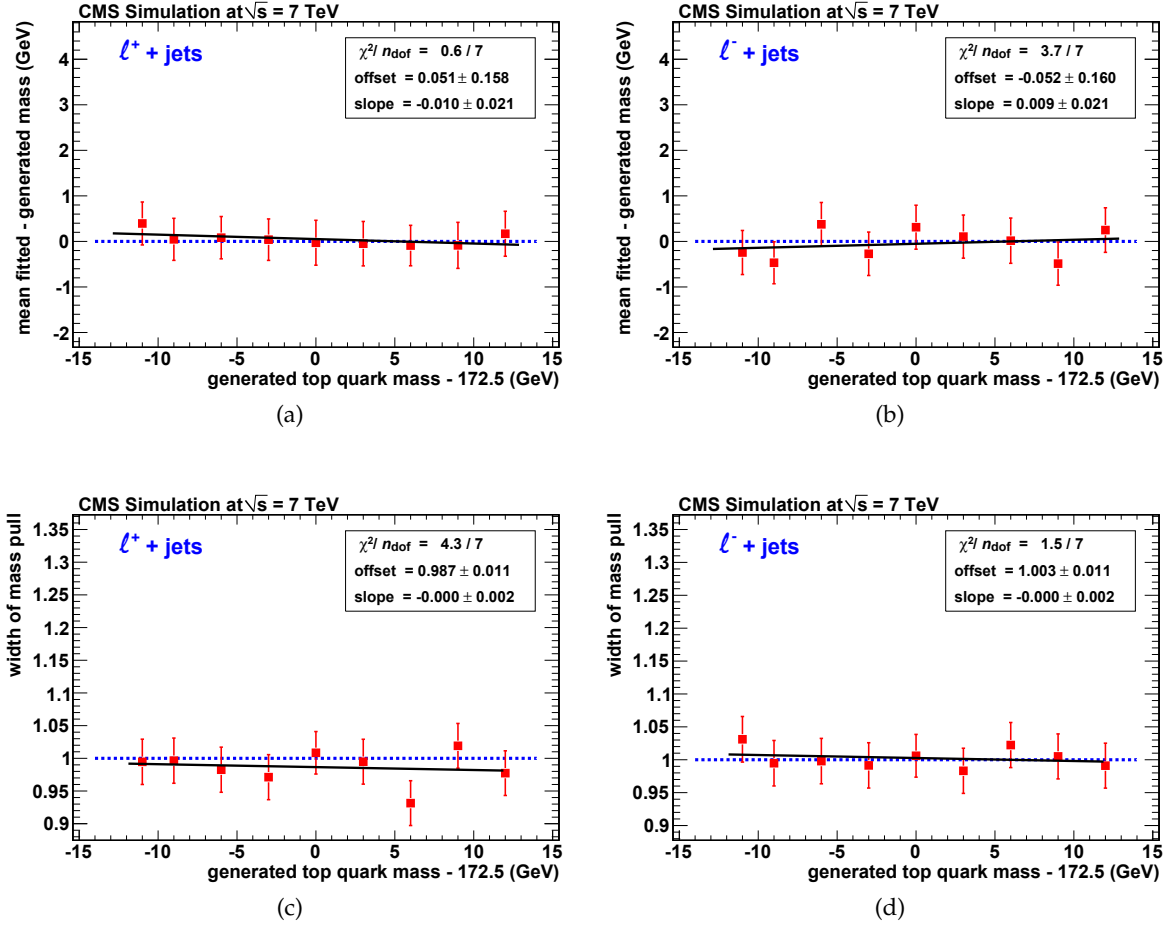 CMS Simulation at √s = 7 TeV
mean fitted - generated mass (GeV)
ℓ+ + jets
χ²/ ndof = 0.6 / 7
offset = 0.051 ± 0.158
slope = -0.010 ± 0.021
4
3
2
1
0
-1
-2
-15 -10 -5 0 5 10 15
generated top quark mass - 172.5 (GeV)
(a)
CMS Simulation at √s = 7 TeV
mean fitted - generated mass (GeV)
ℓ- + jets
χ²/ ndof = 3.7 / 7
offset = -0.052 ± 0.160
slope = 0.009 ± 0.021
4
3
2
1
0
-1
-2
-15 -10 -5 0 5 10 15
generated top quark mass - 172.5 (GeV)
(b)
CMS Simulation at √s = 7 TeV
width of mass pull
ℓ+ + jets
χ²/ ndof = 4.3 / 7
offset = 0.987 ± 0.011
slope = -0.000 ± 0.002
1.35
1.3
1.25
1.2
1.15
1.1
1.05
1
0.95
0.9
-15 -10 -5 0 5 10 15
generated top quark mass - 172.5 (GeV)
(c)
CMS Simulation at √s = 7 TeV
width of mass pull
ℓ- + jets
χ²/ ndof = 1.5 / 7
offset = 1.003 ± 0.011
slope = -0.000 ± 0.002
1.35
1.3
1.25
1.2
1.15
1.1
1.05
1
0.95
0.9
-15 -10 -5 0 5 10 15
generated top quark mass - 172.5 (GeV)
(d)